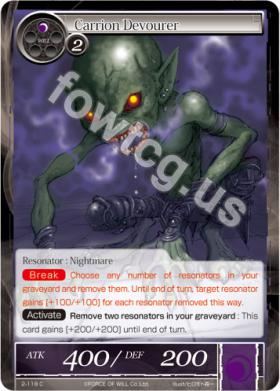 Carrion Devourer
2
fowtcg.us
Resonator : Nightmare
Break Choose any number of resonators in your
graveyard and remove them. Until end of turn, target resonator
gains [+100/+100] for each resonator removed this way.
Activate Remove two resonators in your graveyard : This
card gains [+200/+200] until end of turn.
ATK 400/ DEF 200
2-118 C
©FORCE OF WILL Co.,Ltd.